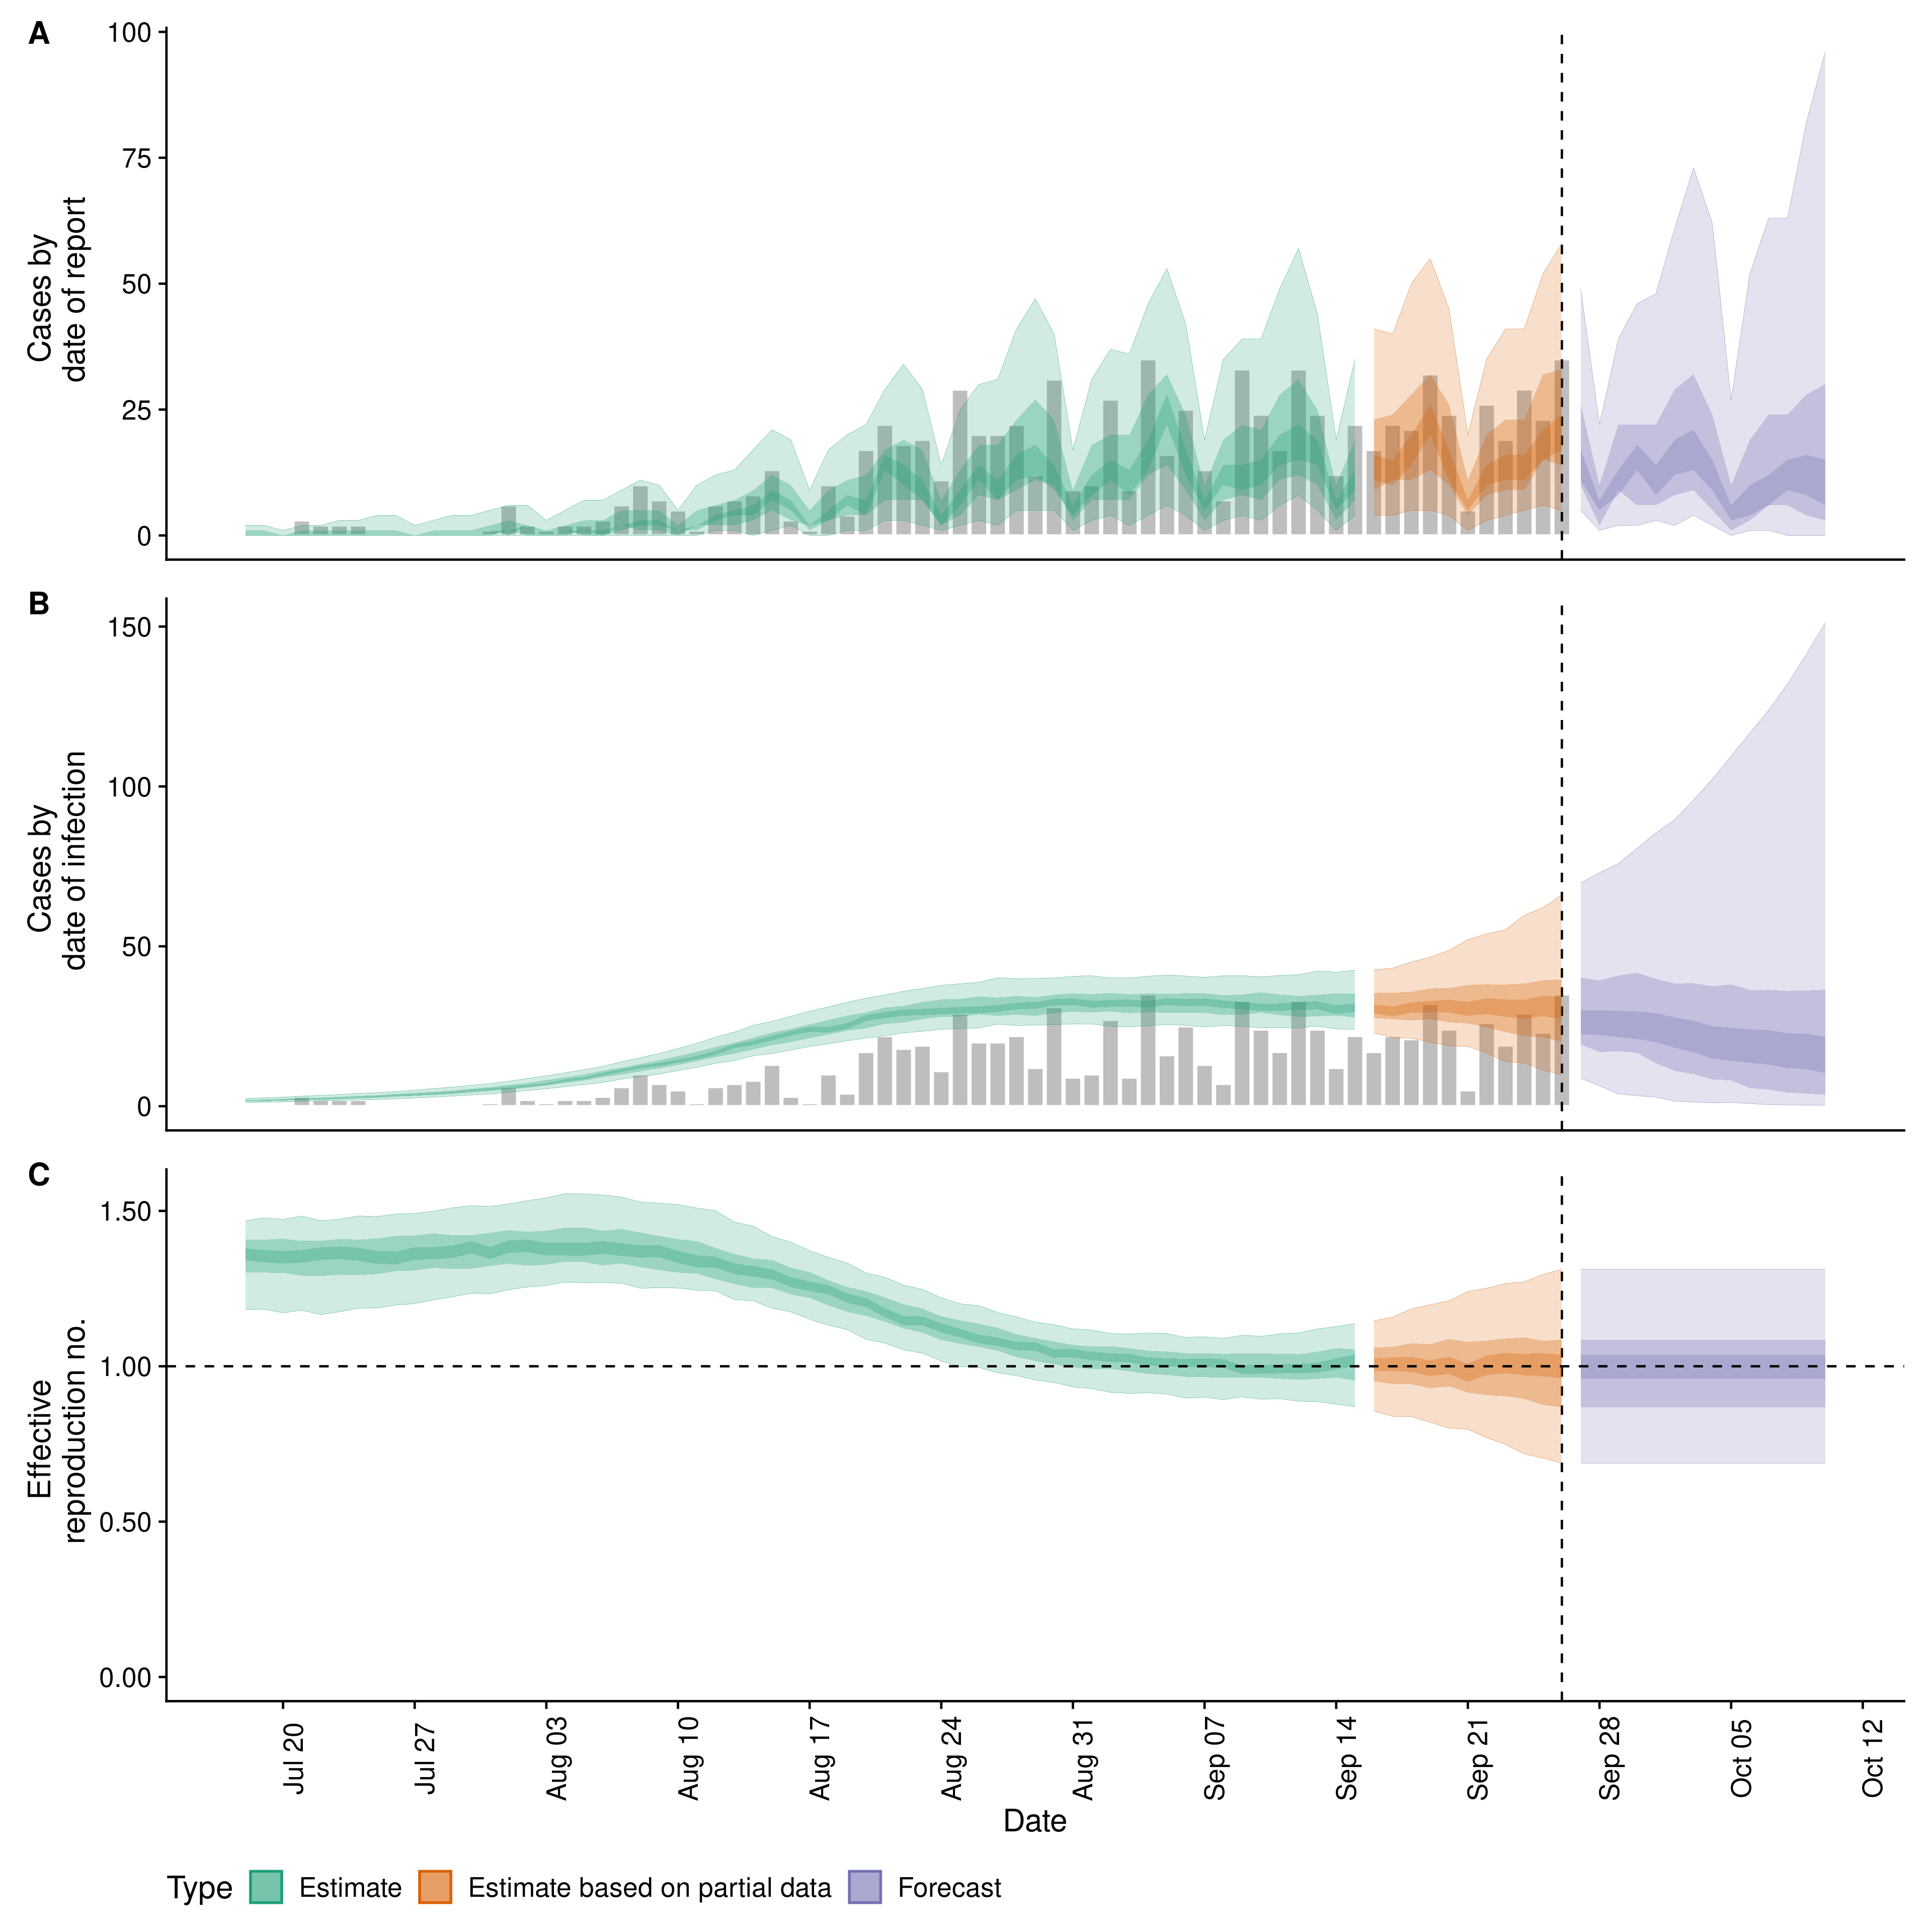 A
Cases by
date of report
100
75
50
25
0
B
Cases by
date of infection
150
100
50
0
C
Effective
reproduction no.
1.50
1.00
0.50
0.00
Jul 20
Jul 27
Aug 03
Aug 10
Aug 17
Aug 24
Aug 31
Sep 07
Sep 14
Sep 21
Sep 28
Oct 05
Oct 12
Date
Type Estimate Estimate based on partial data Forecast